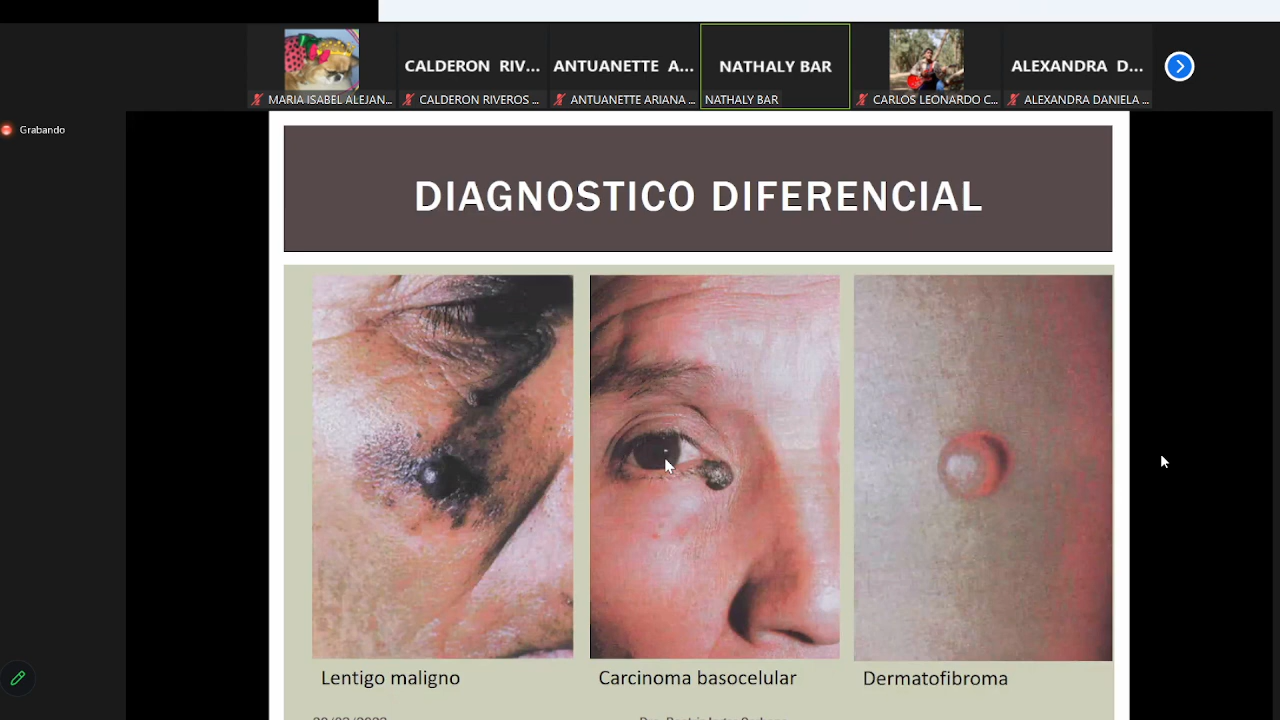 CALDERON RIV...
ANTUANETTE A...
NATHALY BAR
ALEXANDRA D...
MARIA ISABEL ALEJAN...
CALDERON RIVEROS ...
ANTUANETTE ARIANA ...
NATHALY BAR
CARLOS LEONARDO C...
ALEXANDRA DANIELA ...
Grabando
DIAGNOSTICO DIFERENCIAL
Lentigo maligno
Carcinoma basocelular
Dermatofibroma